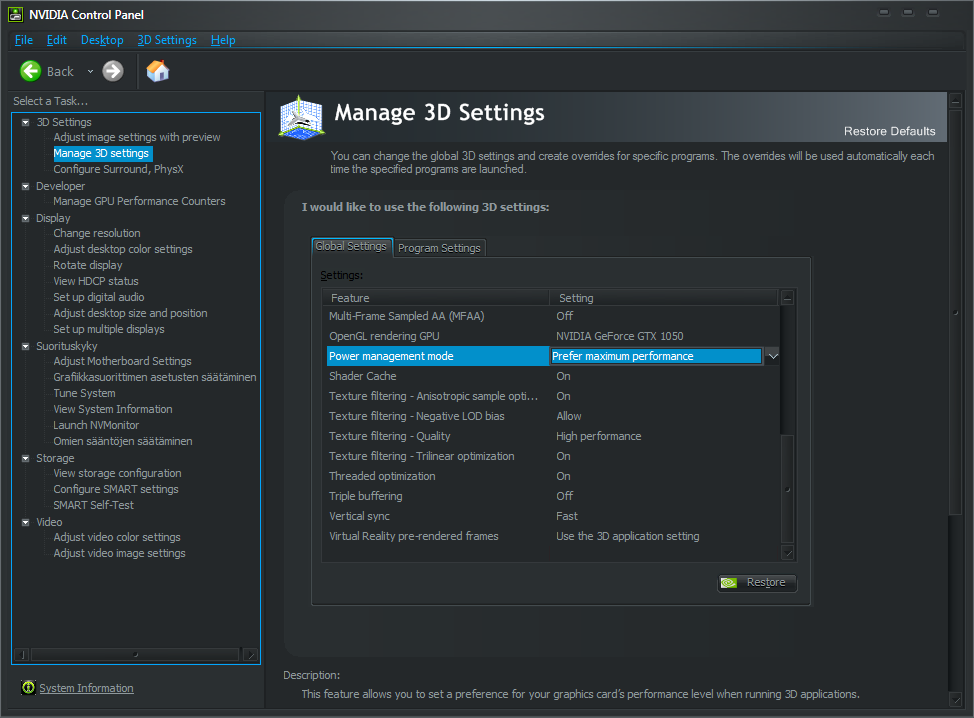 NVIDIA Control Panel
File Edit Desktop 3D Settings Help
Back
Select a Task...
3D Settings
Adjust image settings with preview
Manage 3D settings
Configure Surround, PhysX
Developer
Manage GPU Performance Counters
Display
Change resolution
Adjust desktop color settings
Rotate display
View HDCP status
Set up digital audio
Adjust desktop size and position
Set up multiple displays
Suorituskyky
Adjust Motherboard Settings
Grafiikkasuorittimen asetusten säätäminen
Tune System
View System Information
Launch NVMonitor
Omien sääntöjen säätäminen
Storage
View storage configuration
Configure SMART settings
SMART Self-Test
Video
Adjust video color settings
Adjust video image settings
System Information
Manage 3D Settings
Restore Defaults
You can change the global 3D settings and create overrides for specific programs. The overrides will be used automatically each
time the specified programs are launched.
I would like to use the following 3D settings:
Global Settings Program Settings
Settings:
Feature Setting
Multi-Frame Sampled AA (MFAA) Off
OpenGL rendering GPU NVIDIA GeForce GTX 1050
Power management mode Prefer maximum performance
Shader Cache On
Texture filtering - Anisotropic sample opti... On
Texture filtering - Negative LOD bias Allow
Texture filtering - Quality High performance
Texture filtering - Trilinear optimization On
Threaded optimization On
Triple buffering Off
Vertical sync Fast
Virtual Reality pre-rendered frames Use the 3D application setting
Restore
Description:
This feature allows you to set a preference for your graphics card's performance level when running 3D applications.